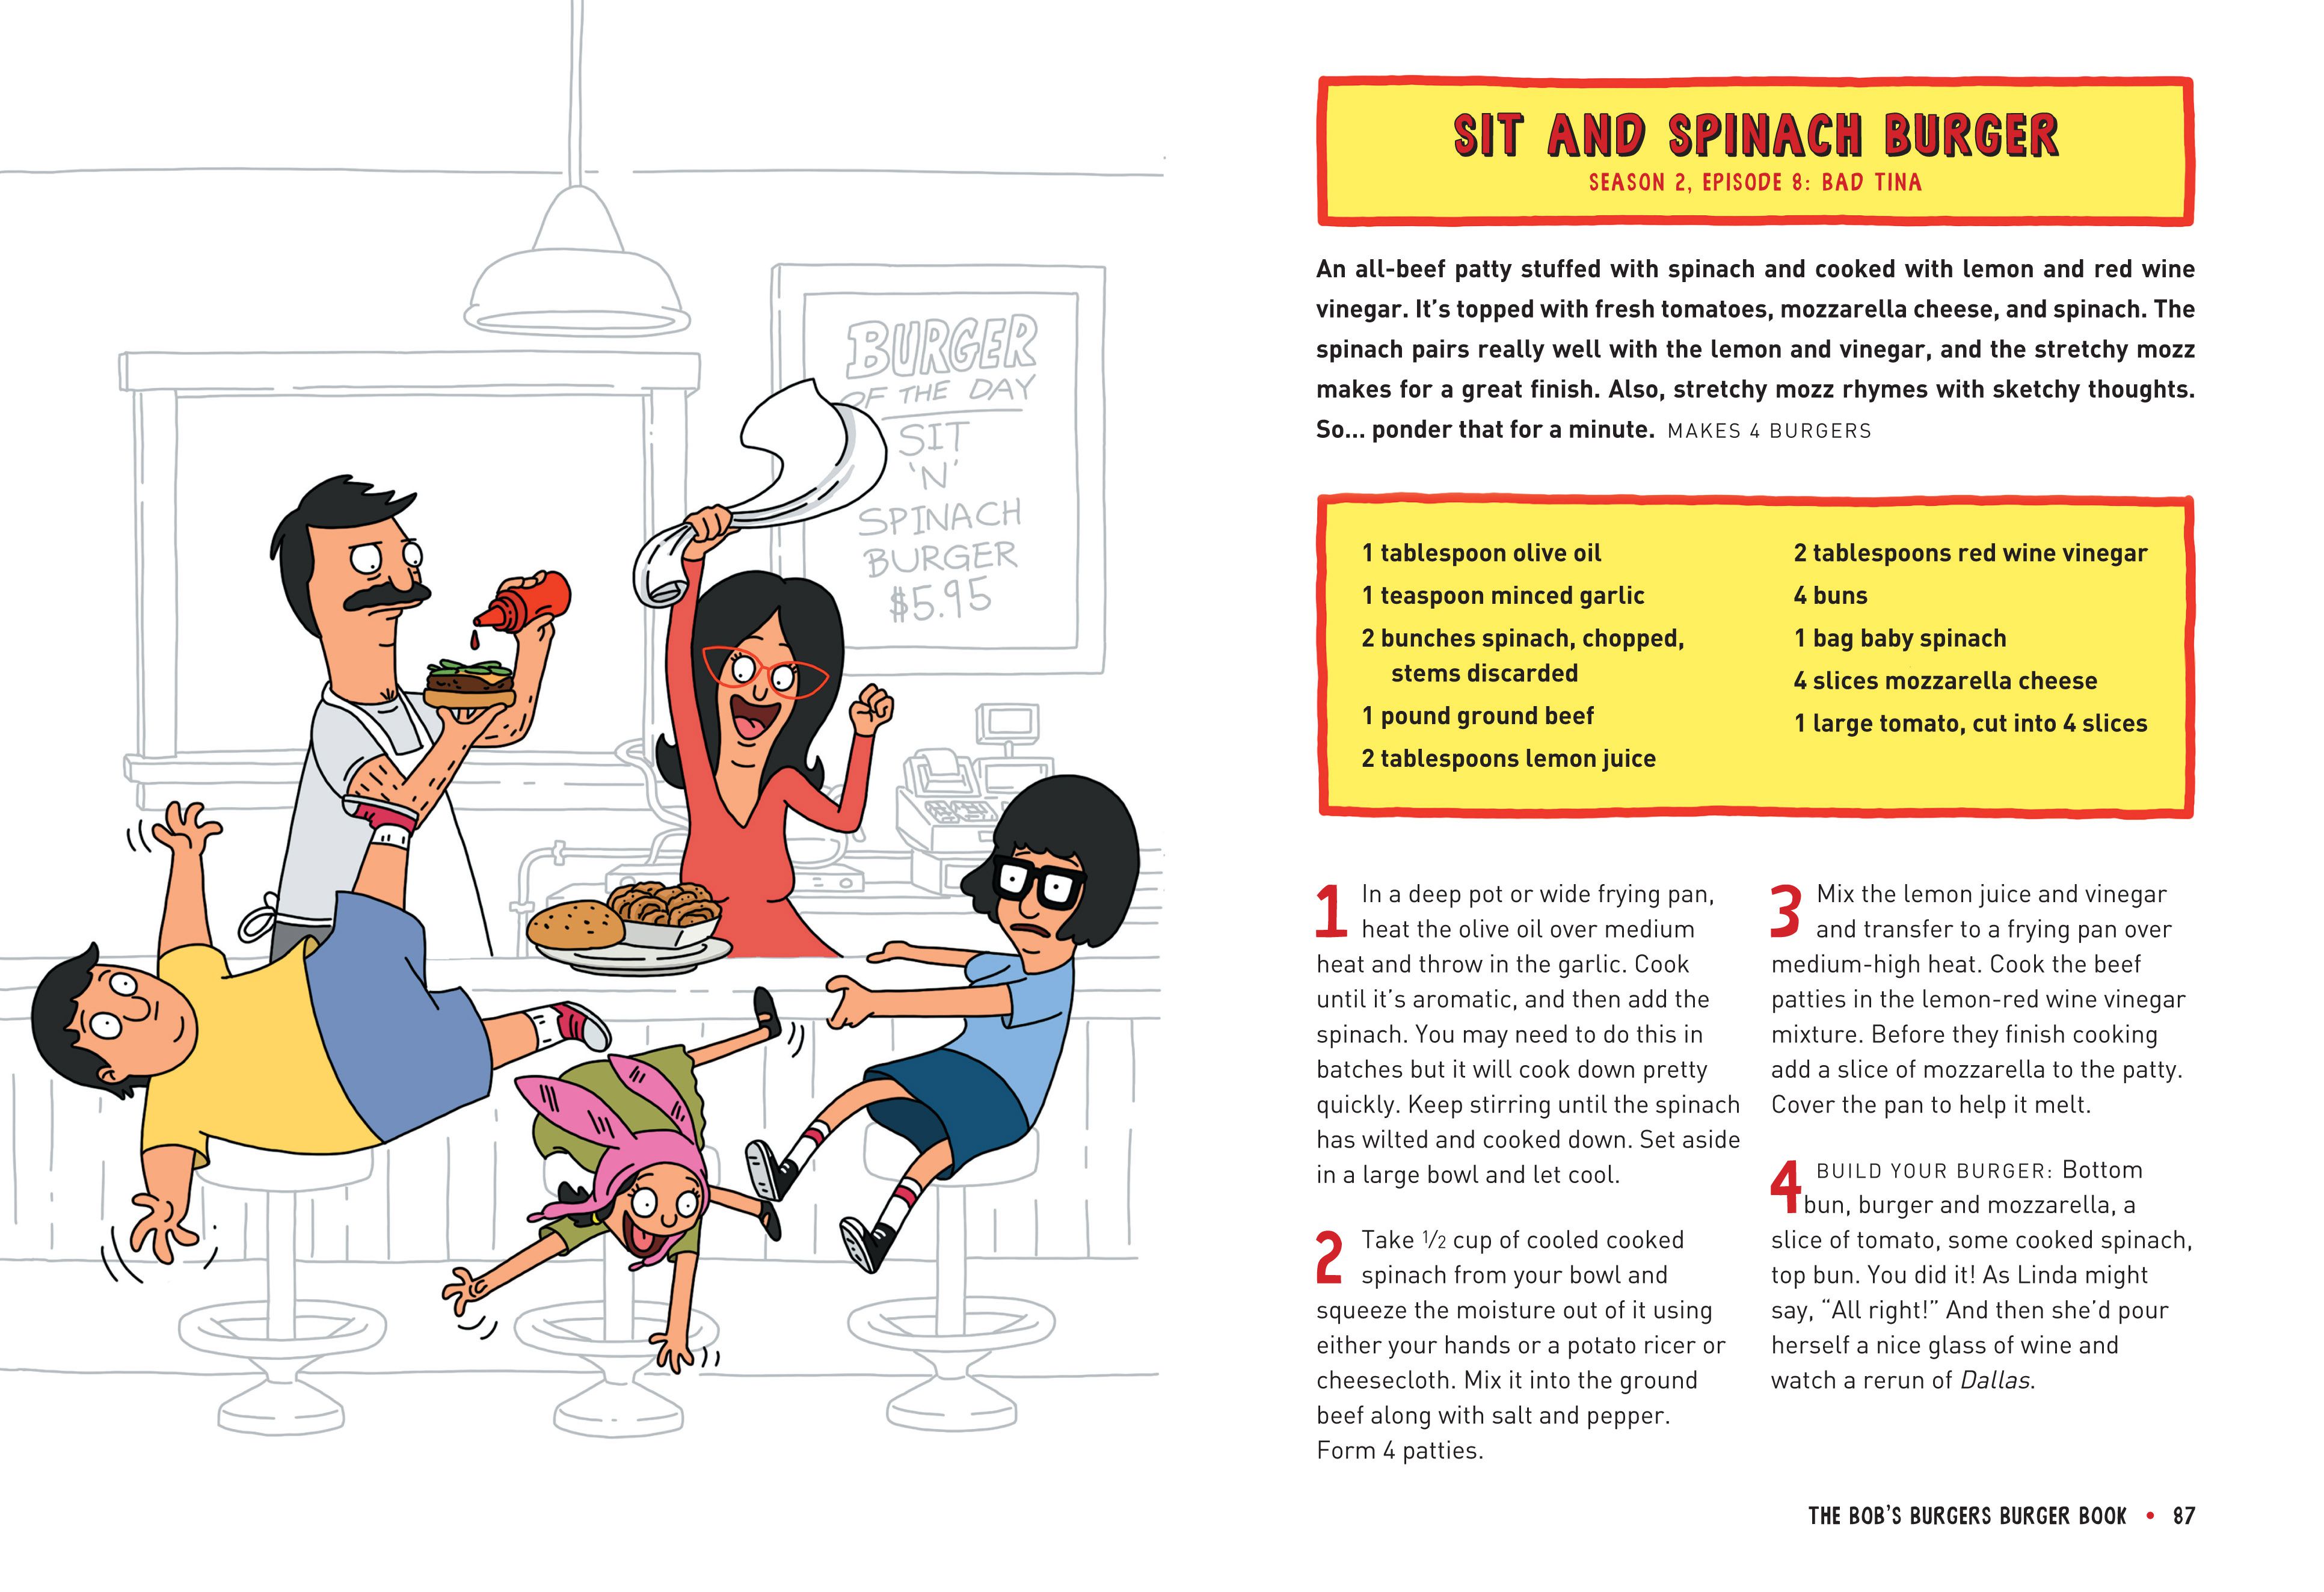 BURGER
OF THE DAY
SIT
'N'
SPINACH
BURGER
$5.95
SIT AND SPINACH BURGER
SEASON 2, EPISODE 8: BAD TINA
An all-beef patty stuffed with spinach and cooked with lemon and red wine
vinegar. It’s topped with fresh tomatoes, mozzarella cheese, and spinach. The
spinach pairs really well with the lemon and vinegar, and the stretchy mozz
makes for a great finish. Also, stretchy mozz rhymes with sketchy thoughts.
So... ponder that for a minute. MAKES 4 BURGERS
1 tablespoon olive oil
1 teaspoon minced garlic
2 bunches spinach, chopped,
stems discarded
1 pound ground beef
2 tablespoons lemon juice
2 tablespoons red wine vinegar
4 buns
1 bag baby spinach
4 slices mozzarella cheese
1 large tomato, cut into 4 slices
1 In a deep pot or wide frying pan,
heat the olive oil over medium
heat and throw in the garlic. Cook
until it’s aromatic, and then add the
spinach. You may need to do this in
batches but it will cook down pretty
quickly. Keep stirring until the spinach
has wilted and cooked down. Set aside
in a large bowl and let cool.
2 Take ½ cup of cooled cooked
spinach from your bowl and
squeeze the moisture out of it using
either your hands or a potato ricer or
cheesecloth. Mix it into the ground
beef along with salt and pepper.
Form 4 patties.
3 Mix the lemon juice and vinegar
and transfer to a frying pan over
medium-high heat. Cook the beef
patties in the lemon-red wine vinegar
mixture. Before they finish cooking
add a slice of mozzarella to the patty.
Cover the pan to help it melt.
4 BUILD YOUR BURGER: Bottom
bun, burger and mozzarella, a
slice of tomato, some cooked spinach,
top bun. You did it! As Linda might
say, “All right!” And then she’d pour
herself a nice glass of wine and
watch a rerun of Dallas.
THE BOB’S BURGERS BURGER BOOK • 87